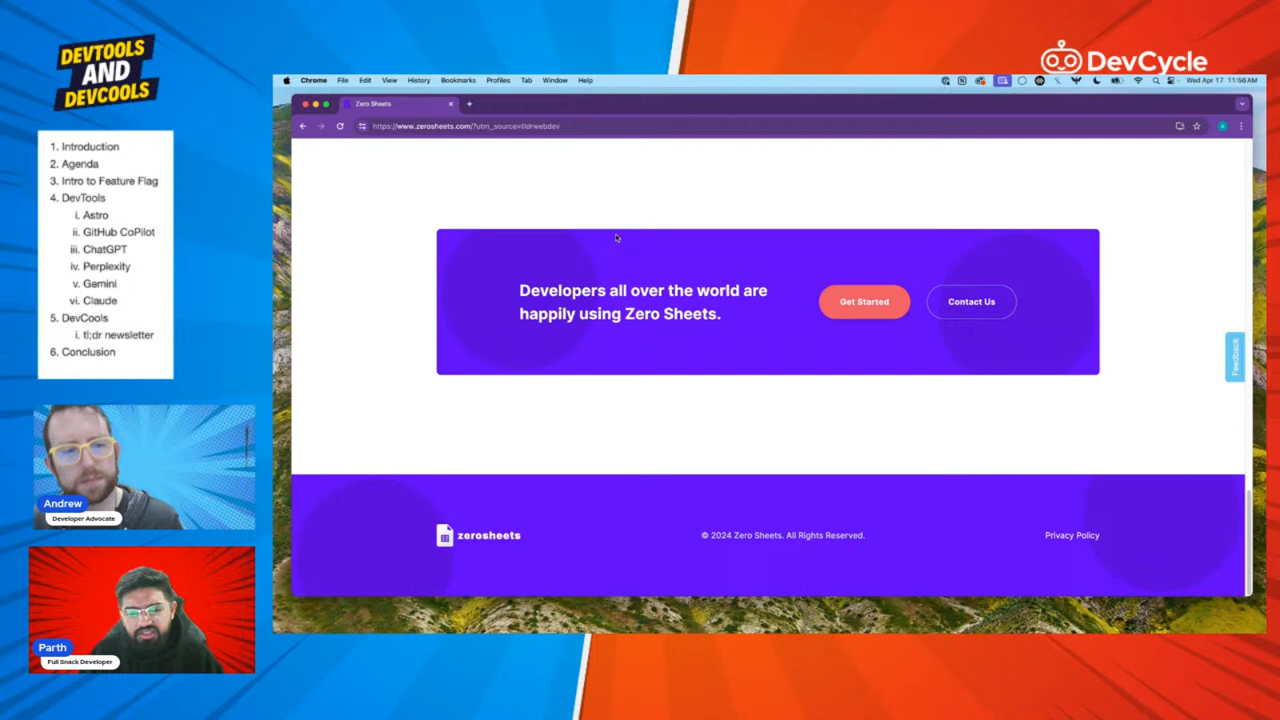 DEVTOOLS
AND
DEVCOOLS
DevCycle
1. Introduction
2. Agenda
3. Intro to Feature Flag
4. DevTools
i. Astro
ii. GitHub CoPilot
iii. ChatGPT
iv. Perplexity
v. Gemini
vi. Claude
5. DevCools
i. tl;dr newsletter
6. Conclusion
Andrew
Developer Advocate
Parth
Full Snack Developer
Chrome File Edit View History Bookmarks Profiles Tab Window Help Wed Apr 17 11:56AM
Zero Sheets
https://www.zerosheets.com/?utm_source=tldrwebdev
Developers all over the world are
happily using Zero Sheets.
Get Started
Contact Us
Feedback
zerosheets
© 2024 Zero Sheets. All Rights Reserved.
Privacy Policy